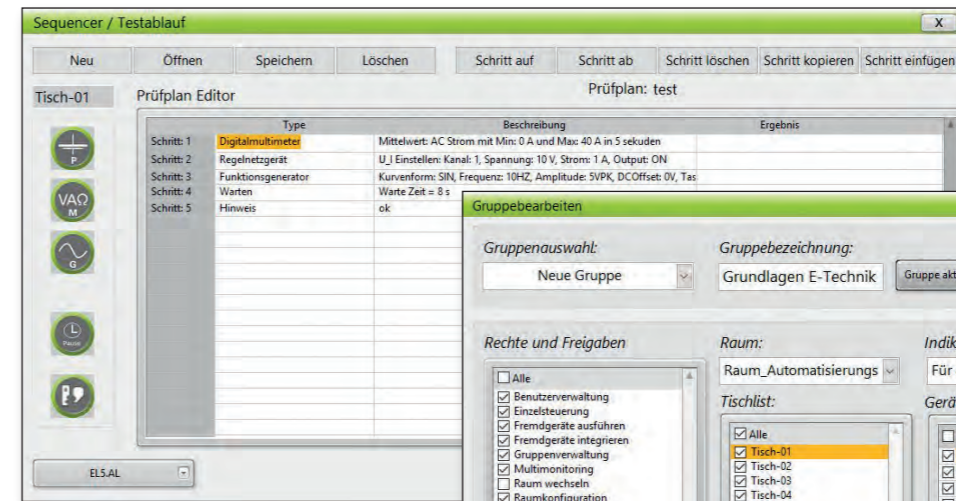 Sequencer / Testablauf
X
Neu Öffnen Speichern Löschen Schritt auf Schritt ab Schritt löschen Schritt kopieren Schritt einfügen
Tisch-01 Prüfplan Editor Prüfplan: test
Type Beschreibung Ergebnis
Schritt: 1 Digitalmultimeter Mittelwert: AC Strom mit Min: 0 A und Max: 40 A in 5 sekuden
Schritt: 2 Regelnetzgerät U_I Einstellen: Kanal: 1, Spannung: 10 V, Strom: 1 A, Output: ON
Schritt: 3 Funktionsgenerator Kurvenform: SIN, Frequenz: 10HZ, Amplitude: 5VPK, DCOffset: 0V, Tas
Schritt: 4 Warten Warte Zeit = 8 s
Schritt: 5 Hinweis ok
P
VAΩ
M
G
Pause
EL5.AL
Gruppebearbeiten
Gruppenauswahl: Gruppebezeichnung:
Neue Gruppe Grundlagen E-Technik Gruppe akt
Rechte und Freigaben Raum: Indik
Raum_Automatisierungs Für
Tischlist: Gerä
Alle
Benutzerverwaltung
Einzelsteuerung
Fremdgeräte ausführen
Fremdgeräte integrieren
Gruppenverwaltung
Multimonitoring
Raum wechseln
Raumkonfiguration
Alle
Tisch-01
Tisch-02
Tisch-03
Tisch-04